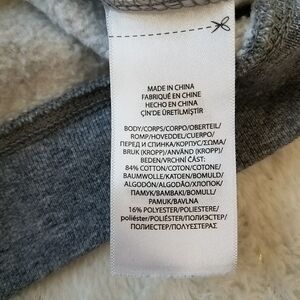 MADE IN CHINA
FABRIQUÉ EN CHINE
HECHO EN CHINA
ÇİN'DE ÜRETİLMİŞTİR
BODY/CORPS/CORPO/OBERTEIL/
ROMP/HOVEDDEL/CUERPO/
ПЕРЕД И СПИНКА/КОРПУС/ΣΩΜΑ/
BRUK (KROPP)/ANVÄND (KROPP)/
BEDEN/VRCHNÍ ČÁST:
84% COTTON/COTON/COTONE/
BAUMWOLLE/KATOEN/BOMULD/
ALGODÓN/ALGODÃO/ХЛОПОК/
ПАМУК/ΒΑΜΒΑΚΙ/BOMULL/
PAMUK/BAVLNA
16% POLYESTER/POLIESTERE/
poliéster/POLIÉSTER/ПОЛИЭСТЕР/
ПОЛИЕСТЕР/ΠΟΛΥΕΣΤΕΡΑΣ